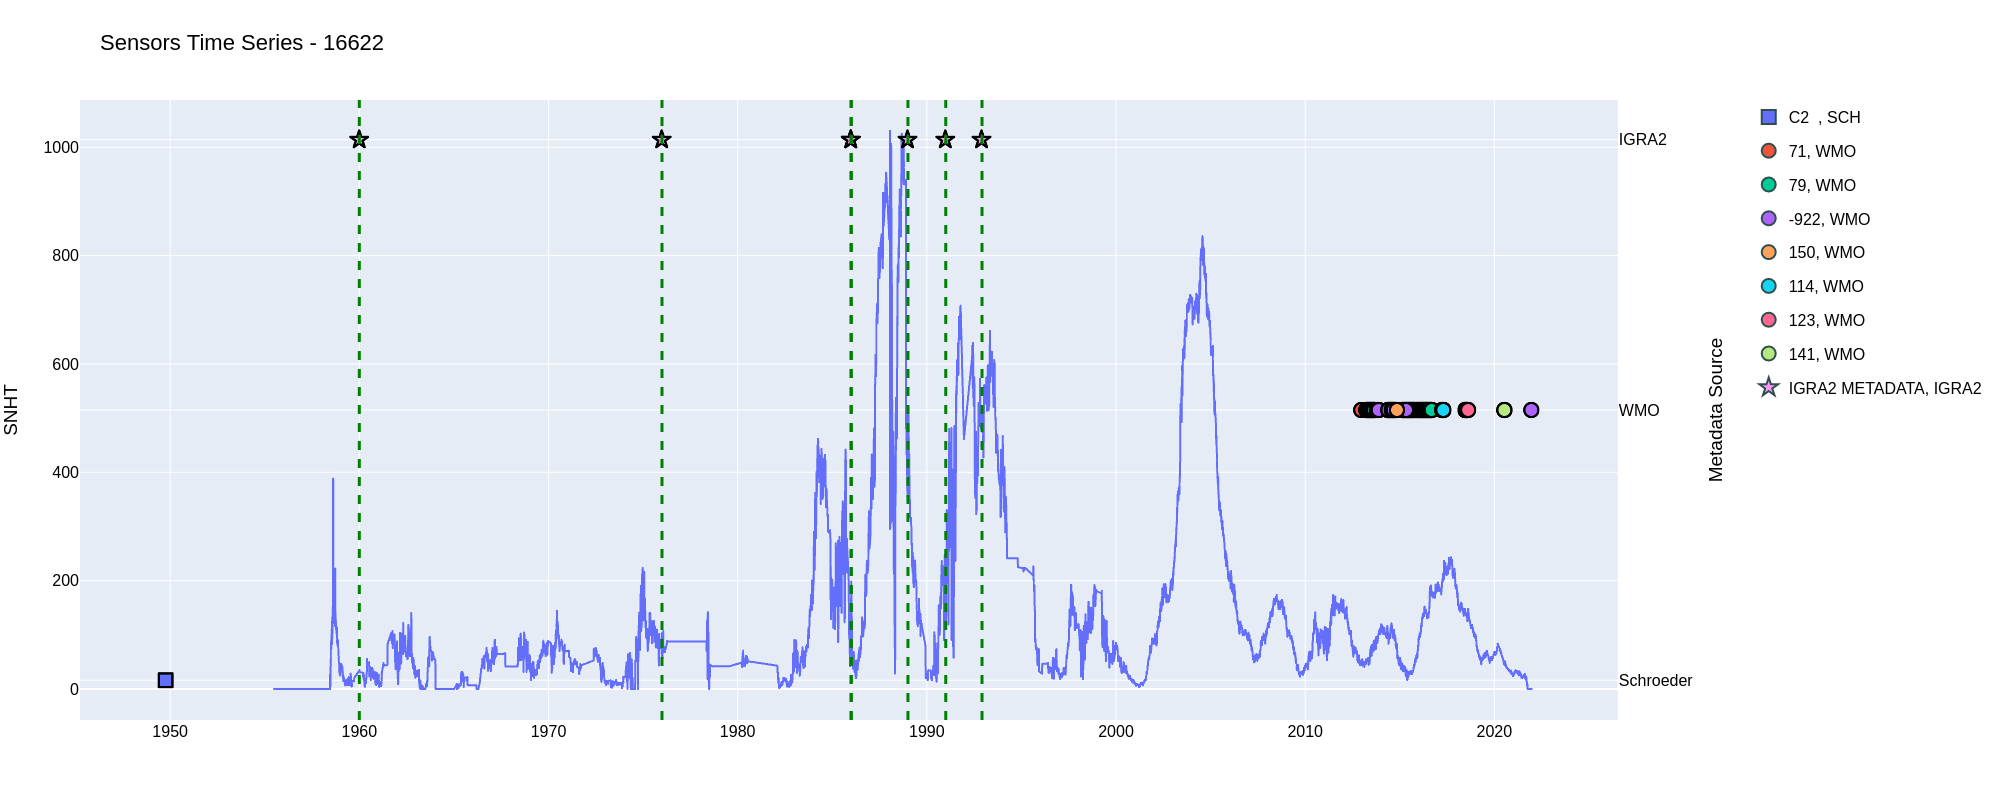 Sensors Time Series - 16622
SNHT
1000
800
600
400
200
0
1950
1960
1970
1980
1990
2000
2010
2020
IGRA2
WMO
Schroeder
Metadata Source
C2  , SCH
71, WMO
79, WMO
-922, WMO
150, WMO
114, WMO
123, WMO
141, WMO
IGRA2 METADATA, IGRA2